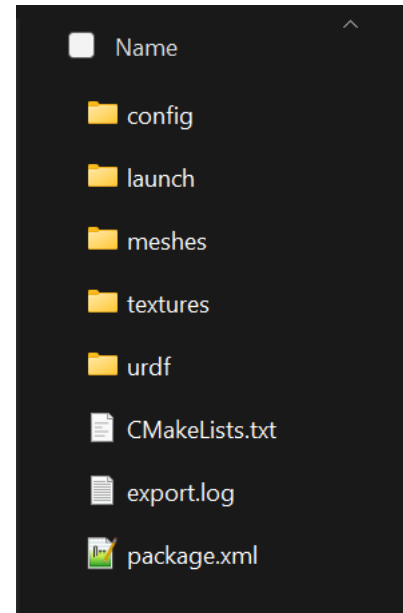 Name
config
launch
meshes
textures
urdf
CMakeLists.txt
export.log
package.xml